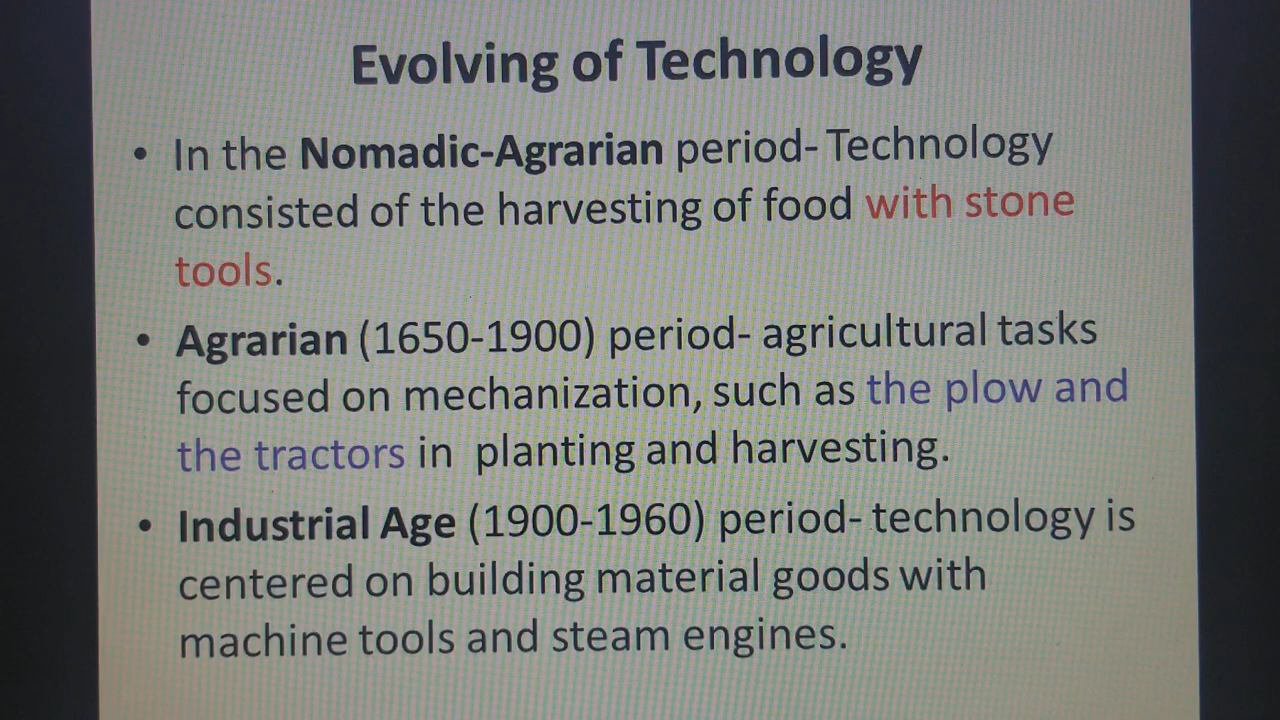 Evolving of Technology
• In the Nomadic-Agrarian period- Technology
consisted of the harvesting of food with stone
tools.
• Agrarian (1650-1900) period- agricultural tasks
focused on mechanization, such as the plow and
the tractors in  planting and harvesting.
• Industrial Age (1900-1960) period- technology is
centered on building material goods with
machine tools and steam engines.